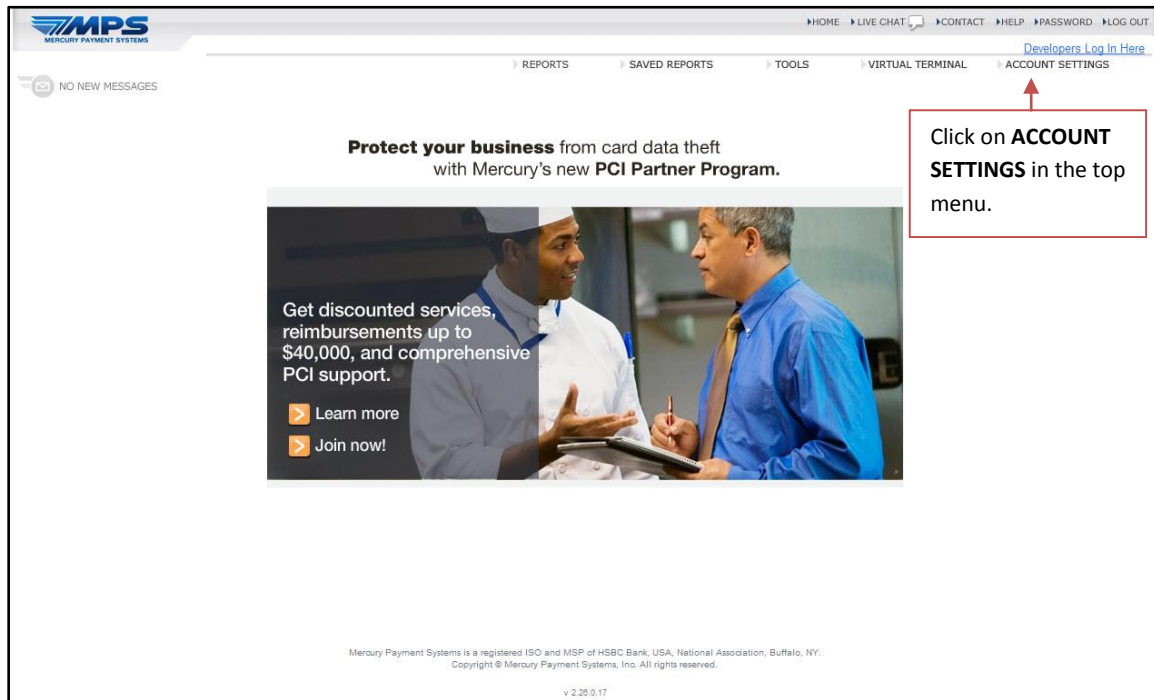 MPS
MERCURY PAYMENT SYSTEMS
HOME LIVE CHAT CONTACT HELP PASSWORD LOG OUT
Developers Log In Here
REPORTS SAVED REPORTS TOOLS VIRTUAL TERMINAL ACCOUNT SETTINGS
NO NEW MESSAGES
Click on ACCOUNT
SETTINGS in the top
menu.
Protect your business from card data theft
with Mercury's new PCI Partner Program.
Get discounted services,
reimbursements up to
$40,000, and comprehensive
PCI support.
Learn more
Join now!
Mercury Payment Systems is a registered ISO and MSP of HSBC Bank, USA, National Association, Buffalo, NY.
Copyright © Mercury Payment Systems, Inc. All rights reserved.
v 2.26.0.17